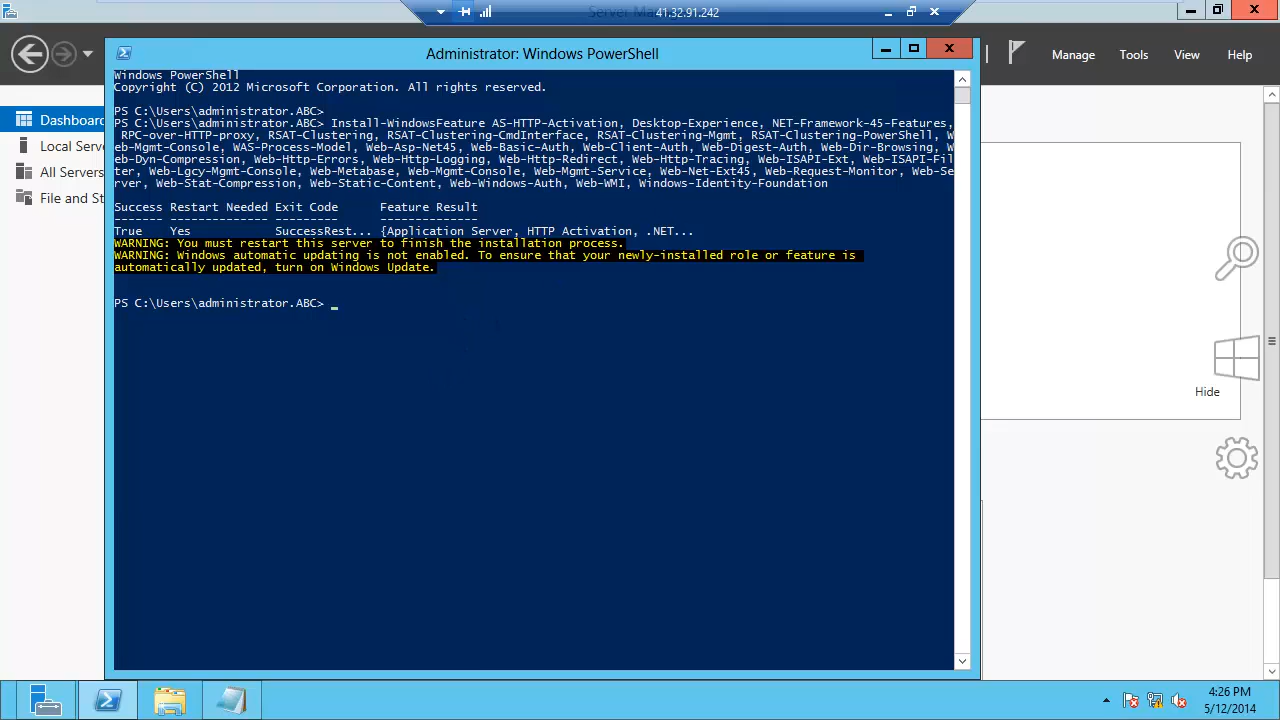 41.32.91.242
Manage Tools View Help
Administrator: Windows PowerShell
Windows PowerShell
Copyright (C) 2012 Microsoft Corporation. All rights reserved.
PS C:\Users\administrator.ABC>
PS C:\Users\administrator.ABC> Install-WindowsFeature AS-HTTP-Activation, Desktop-Experience, NET-Framework-45-Features,
RPC-over-HTTP-proxy, RSAT-Clustering, RSAT-Clustering-CmdInterface, RSAT-Clustering-Mgmt, RSAT-Clustering-PowerShell, W
eb-Mgmt-Console, WAS-Process-Model, Web-Asp-Net45, Web-Basic-Auth, Web-Client-Auth, Web-Digest-Auth, Web-Dir-Browsing, W
eb-Dyn-Compression, Web-Http-Errors, Web-Http-Logging, Web-Http-Redirect, Web-Http-Tracing, Web-ISAPI-Ext, Web-ISAPI-Fil
ter, Web-Lgcy-Mgmt-Console, Web-Metabase, Web-Mgmt-Console, Web-Mgmt-Service, Web-Net-Ext45, Web-Request-Monitor, Web-Se
rver, Web-Stat-Compression, Web-Static-Content, Web-Windows-Auth, Web-WMI, Windows-Identity-Foundation
Success Restart Needed Exit Code Feature Result
------- -------------- --------- --------------
True Yes SuccessRest... {Application Server, HTTP Activation, .NET...
WARNING: You must restart this server to finish the installation process.
WARNING: Windows automatic updating is not enabled. To ensure that your newly-installed role or feature is
automatically updated, turn on Windows Update.
PS C:\Users\administrator.ABC> _
Dashboard
Local Serve
All Servers
File and St
Hide
4:26 PM
5/12/2014